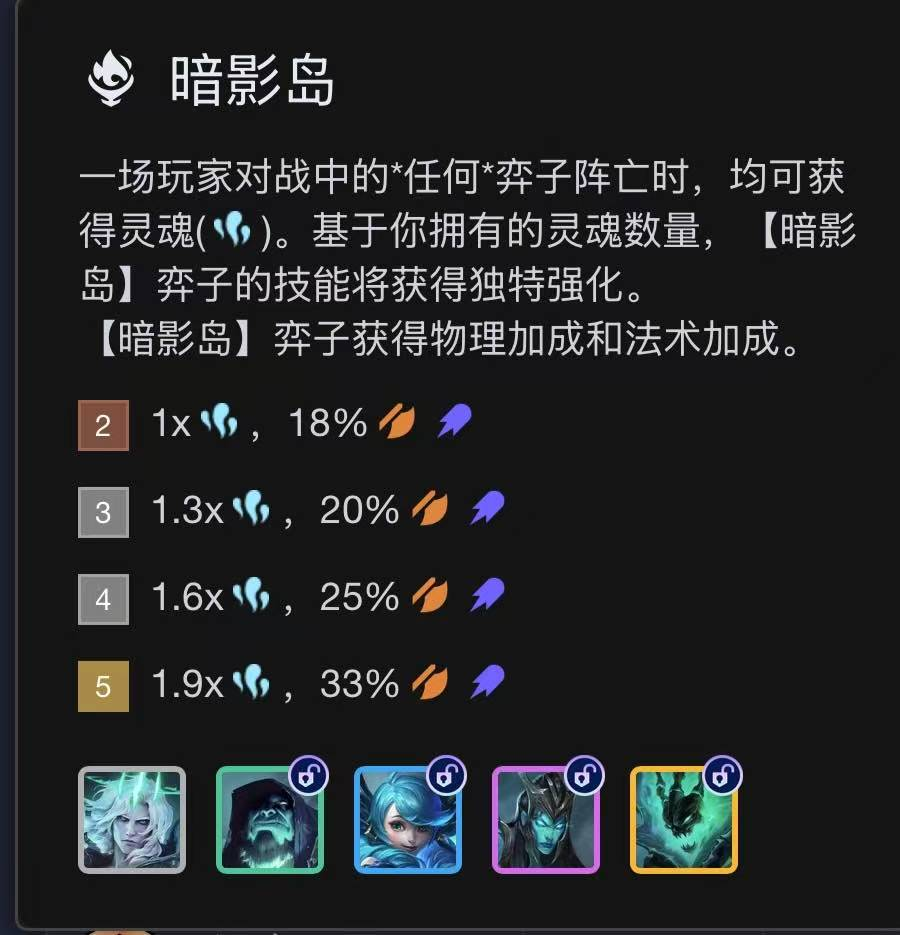 暗影岛
一场玩家对战中的*任何*弈子阵亡时，均可获
得灵魂()。基于你拥有的灵魂数量，【暗影
岛】弈子的技能将获得独特强化。
【暗影岛】弈子获得物理加成和法术加成。
2 1x，18%
3 1.3x，20%
4 1.6x，25%
5 1.9x，33%